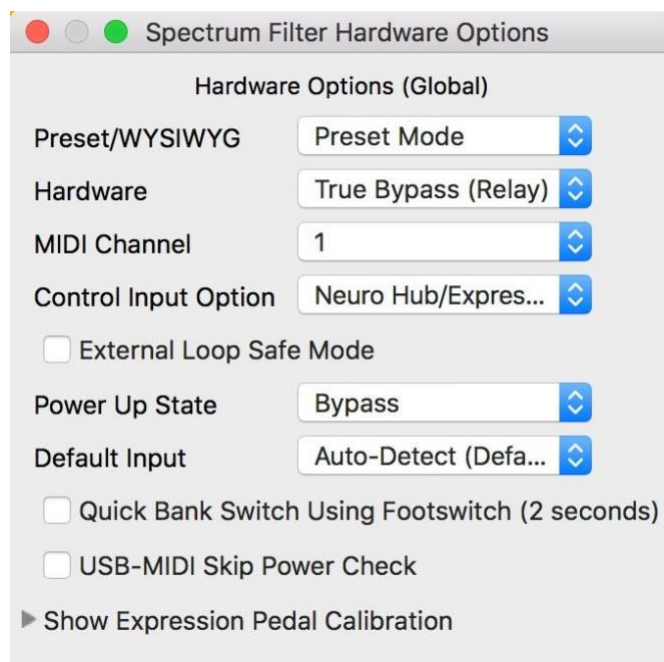 Spectrum Filter Hardware Options
Hardware Options (Global)
Preset/WYSIWYG Preset Mode
Hardware True Bypass (Relay)
MIDI Channel 1
Control Input Option Neuro Hub/Expres...
External Loop Safe Mode
Power Up State Bypass
Default Input Auto-Detect (Defa...
Quick Bank Switch Using Footswitch (2 seconds)
USB-MIDI Skip Power Check
Show Expression Pedal Calibration